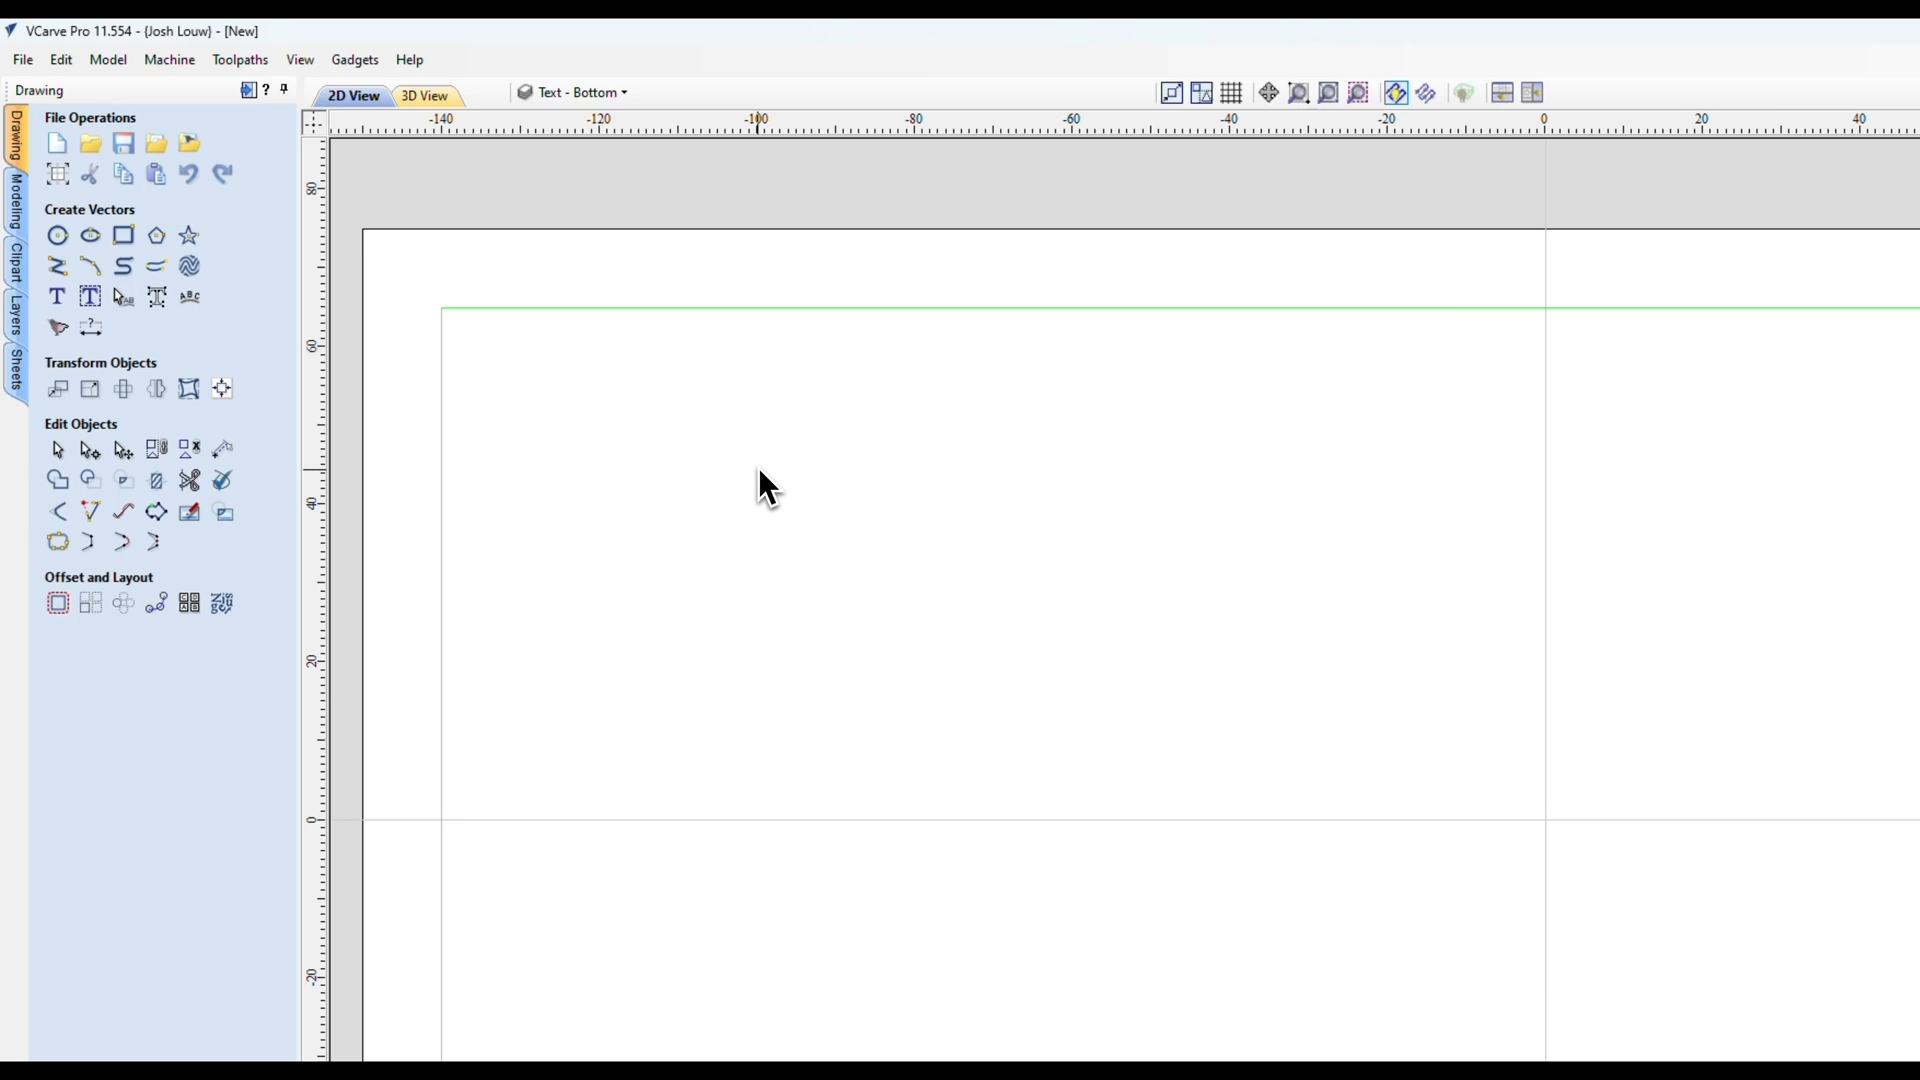 VCarve Pro 11.554 - {Josh Louw} - [New]
File Edit Model Machine Toolpaths View Gadgets Help
Drawing ?
2D View 3D View Text - Bottom
-140 -120 -100 -80 -60 -40 -20 0 20 40
80
60
40
20
0
-20
Drawing
Modeling
Clipart
Layers
Sheets
File Operations
Create Vectors
Transform Objects
Edit Objects
Offset and Layout